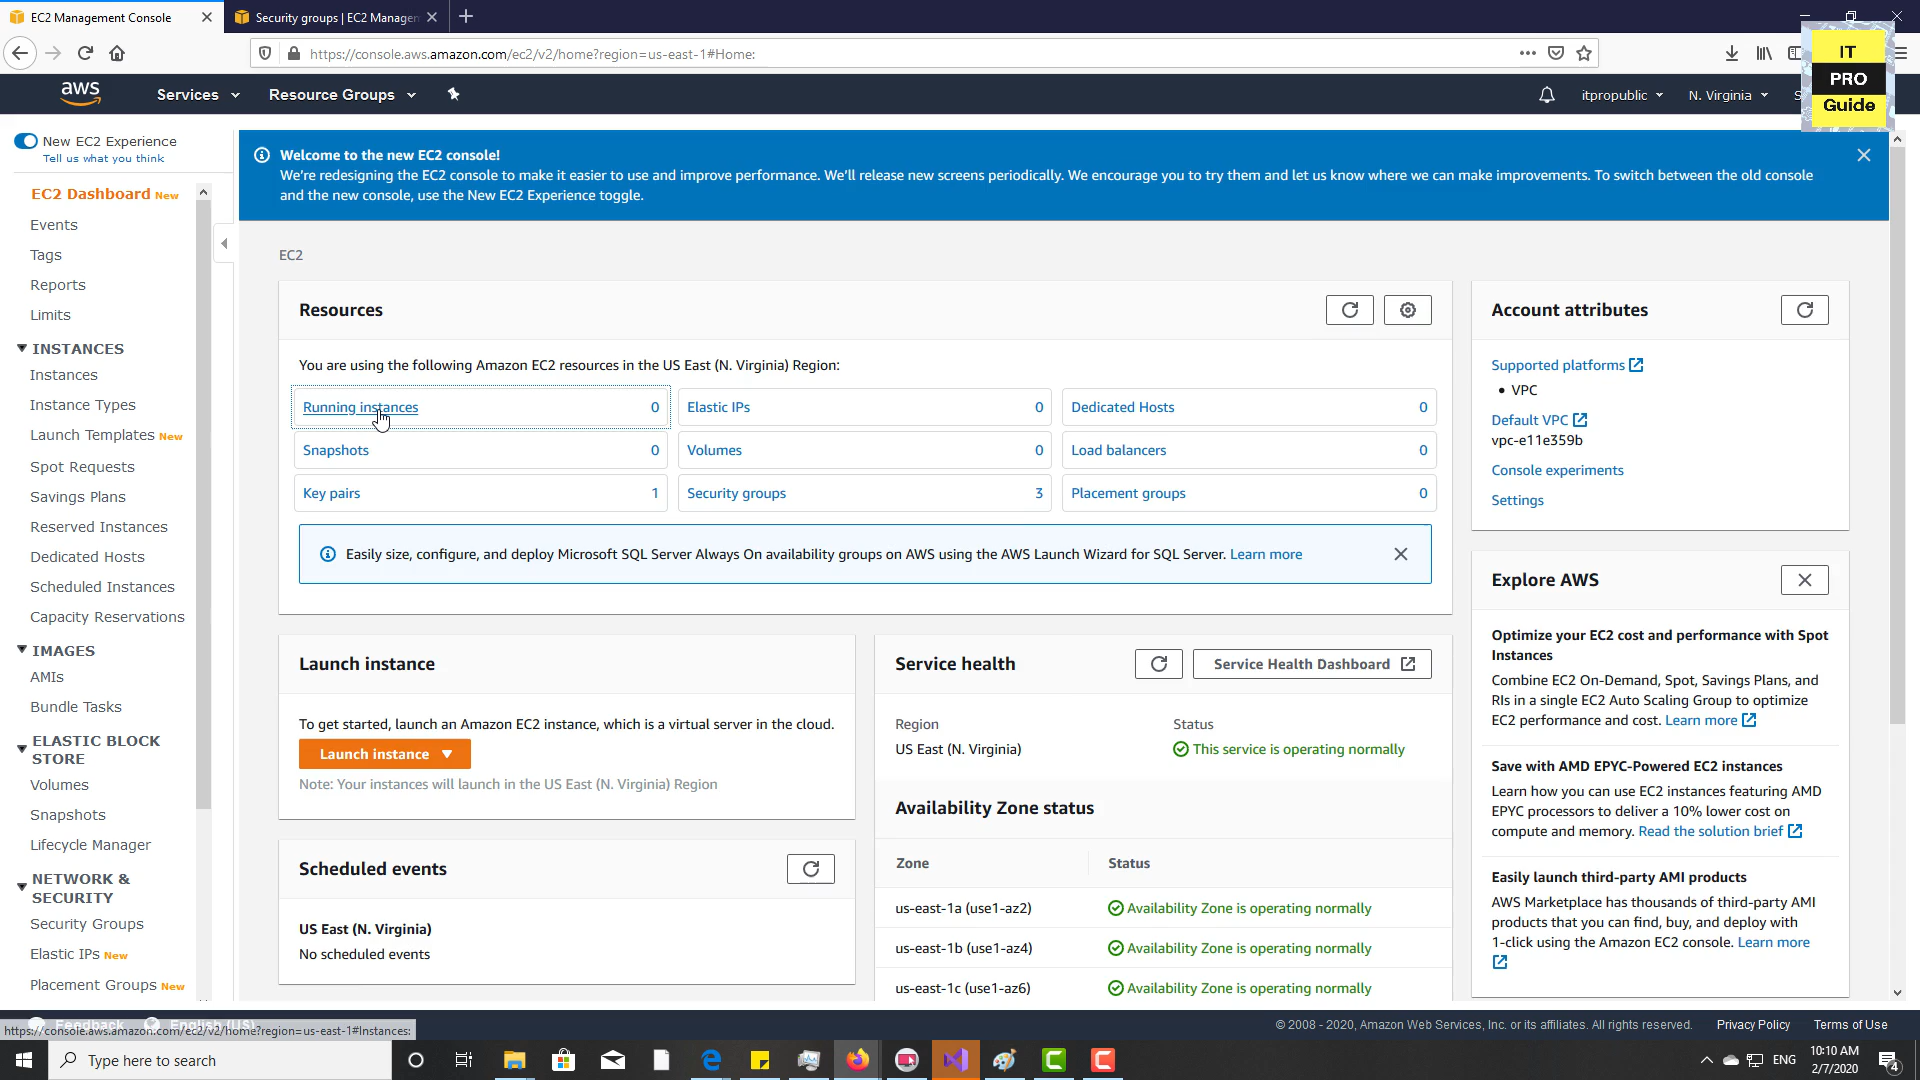 EC2 Management Console
Security groups | EC2 Manage
https://console.aws.amazon.com/ec2/v2/home?region=us-east-1#Home:
IT
PRO
Guide
aws
Services
Resource Groups
itpropublic
N. Virginia
New EC2 Experience
Tell us what you think
Welcome to the new EC2 console!
We're redesigning the EC2 console to make it easier to use and improve performance. We'll release new screens periodically. We encourage you to try them and let us know where we can make improvements. To switch between the old console
and the new console, use the New EC2 Experience toggle.
EC2 Dashboard New
Events
Tags
Reports
Limits
INSTANCES
Instances
Instance Types
Launch Templates New
Spot Requests
Savings Plans
Reserved Instances
Dedicated Hosts
Scheduled Instances
Capacity Reservations
IMAGES
AMIs
Bundle Tasks
ELASTIC BLOCK
STORE
Volumes
Snapshots
Lifecycle Manager
NETWORK &
SECURITY
Security Groups
Elastic IPs New
Placement Groups New
EC2
Resources
You are using the following Amazon EC2 resources in the US East (N. Virginia) Region:
Running instances 0
Elastic IPs 0
Dedicated Hosts 0
Snapshots 0
Volumes 0
Load balancers 0
Key pairs 1
Security groups 3
Placement groups 0
Easily size, configure, and deploy Microsoft SQL Server Always On availability groups on AWS using the AWS Launch Wizard for SQL Server. Learn more
Launch instance
To get started, launch an Amazon EC2 instance, which is a virtual server in the cloud.
Launch instance
Note: Your instances will launch in the US East (N. Virginia) Region
Scheduled events
US East (N. Virginia)
No scheduled events
Service health
Service Health Dashboard
Region
Status
US East (N. Virginia)
This service is operating normally
Availability Zone status
Zone
Status
us-east-1a (use1-az2)
Availability Zone is operating normally
us-east-1b (use1-az4)
Availability Zone is operating normally
us-east-1c (use1-az6)
Availability Zone is operating normally
Account attributes
Supported platforms
• VPC
Default VPC
vpc-e11e359b
Console experiments
Settings
Explore AWS
Optimize your EC2 cost and performance with Spot
Instances
Combine EC2 On-Demand, Spot, Savings Plans, and
RIs in a single EC2 Auto Scaling Group to optimize
EC2 performance and cost. Learn more
Save with AMD EPYC-Powered EC2 instances
Learn how you can use EC2 instances featuring AMD
EPYC processors to deliver a 10% lower cost on
compute and memory. Read the solution brief
Easily launch third-party AMI products
AWS Marketplace has thousands of third-party AMI
products that you can find, buy, and deploy with
1-click using the Amazon EC2 console. Learn more
Feedback
English (US)
https://console.aws.amazon.com/ec2/v2/home?region=us-east-1#Instances:
© 2008 - 2020, Amazon Web Services, Inc. or its affiliates. All rights reserved.
Privacy Policy
Terms of Use
Type here to search
ENG
10:10 AM
2/7/2020
4